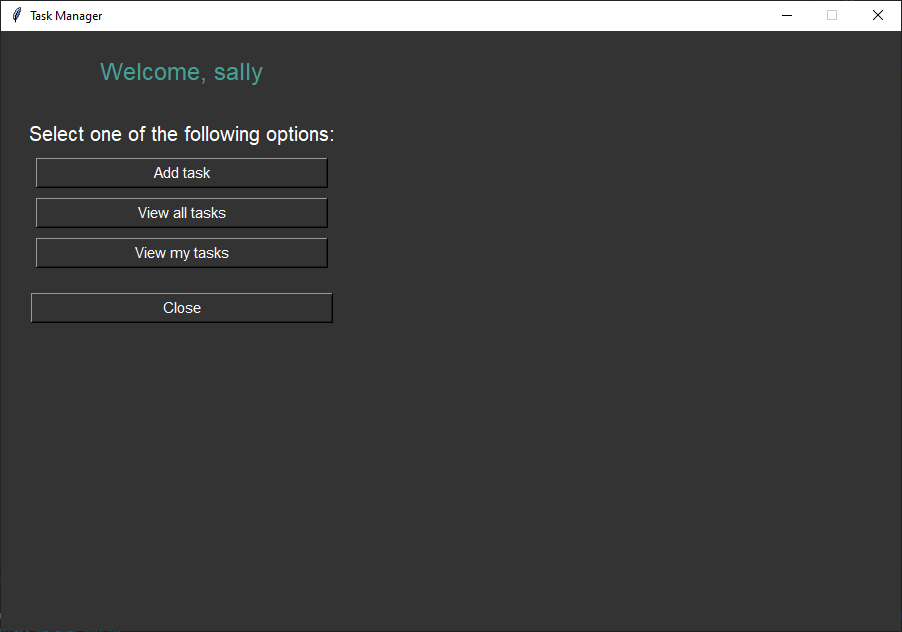 Task Manager
Welcome, sally
Select one of the following options:
Add task
View all tasks
View my tasks
Close